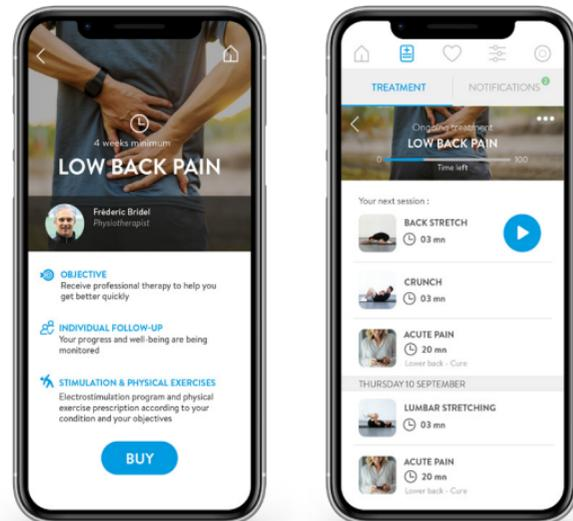 4 weeks minimum
LOW BACK PAIN
Fréderic Bridel
Physiotherapist
OBJECTIVE
Receive professional therapy to help you
get better quickly
INDIVIDUAL FOLLOW-UP
Your progress and well-being are being
monitored
STIMULATION & PHYSICAL EXERCISES
Electrostimulation program and physical
exercise prescription according to your
condition and your objectives
BUY
TREATMENT
NOTIFICATIONS 2
Ongoing treatment
LOW BACK PAIN
0 100
Time left
Your next session :
BACK STRETCH
03 mn
CRUNCH
03 mn
ACUTE PAIN
20 mn
Lower back - Cure
THURSDAY 10 SEPTEMBER
LUMBAR STRETCHING
03 mn
ACUTE PAIN
20 mn
Lower back - Cure